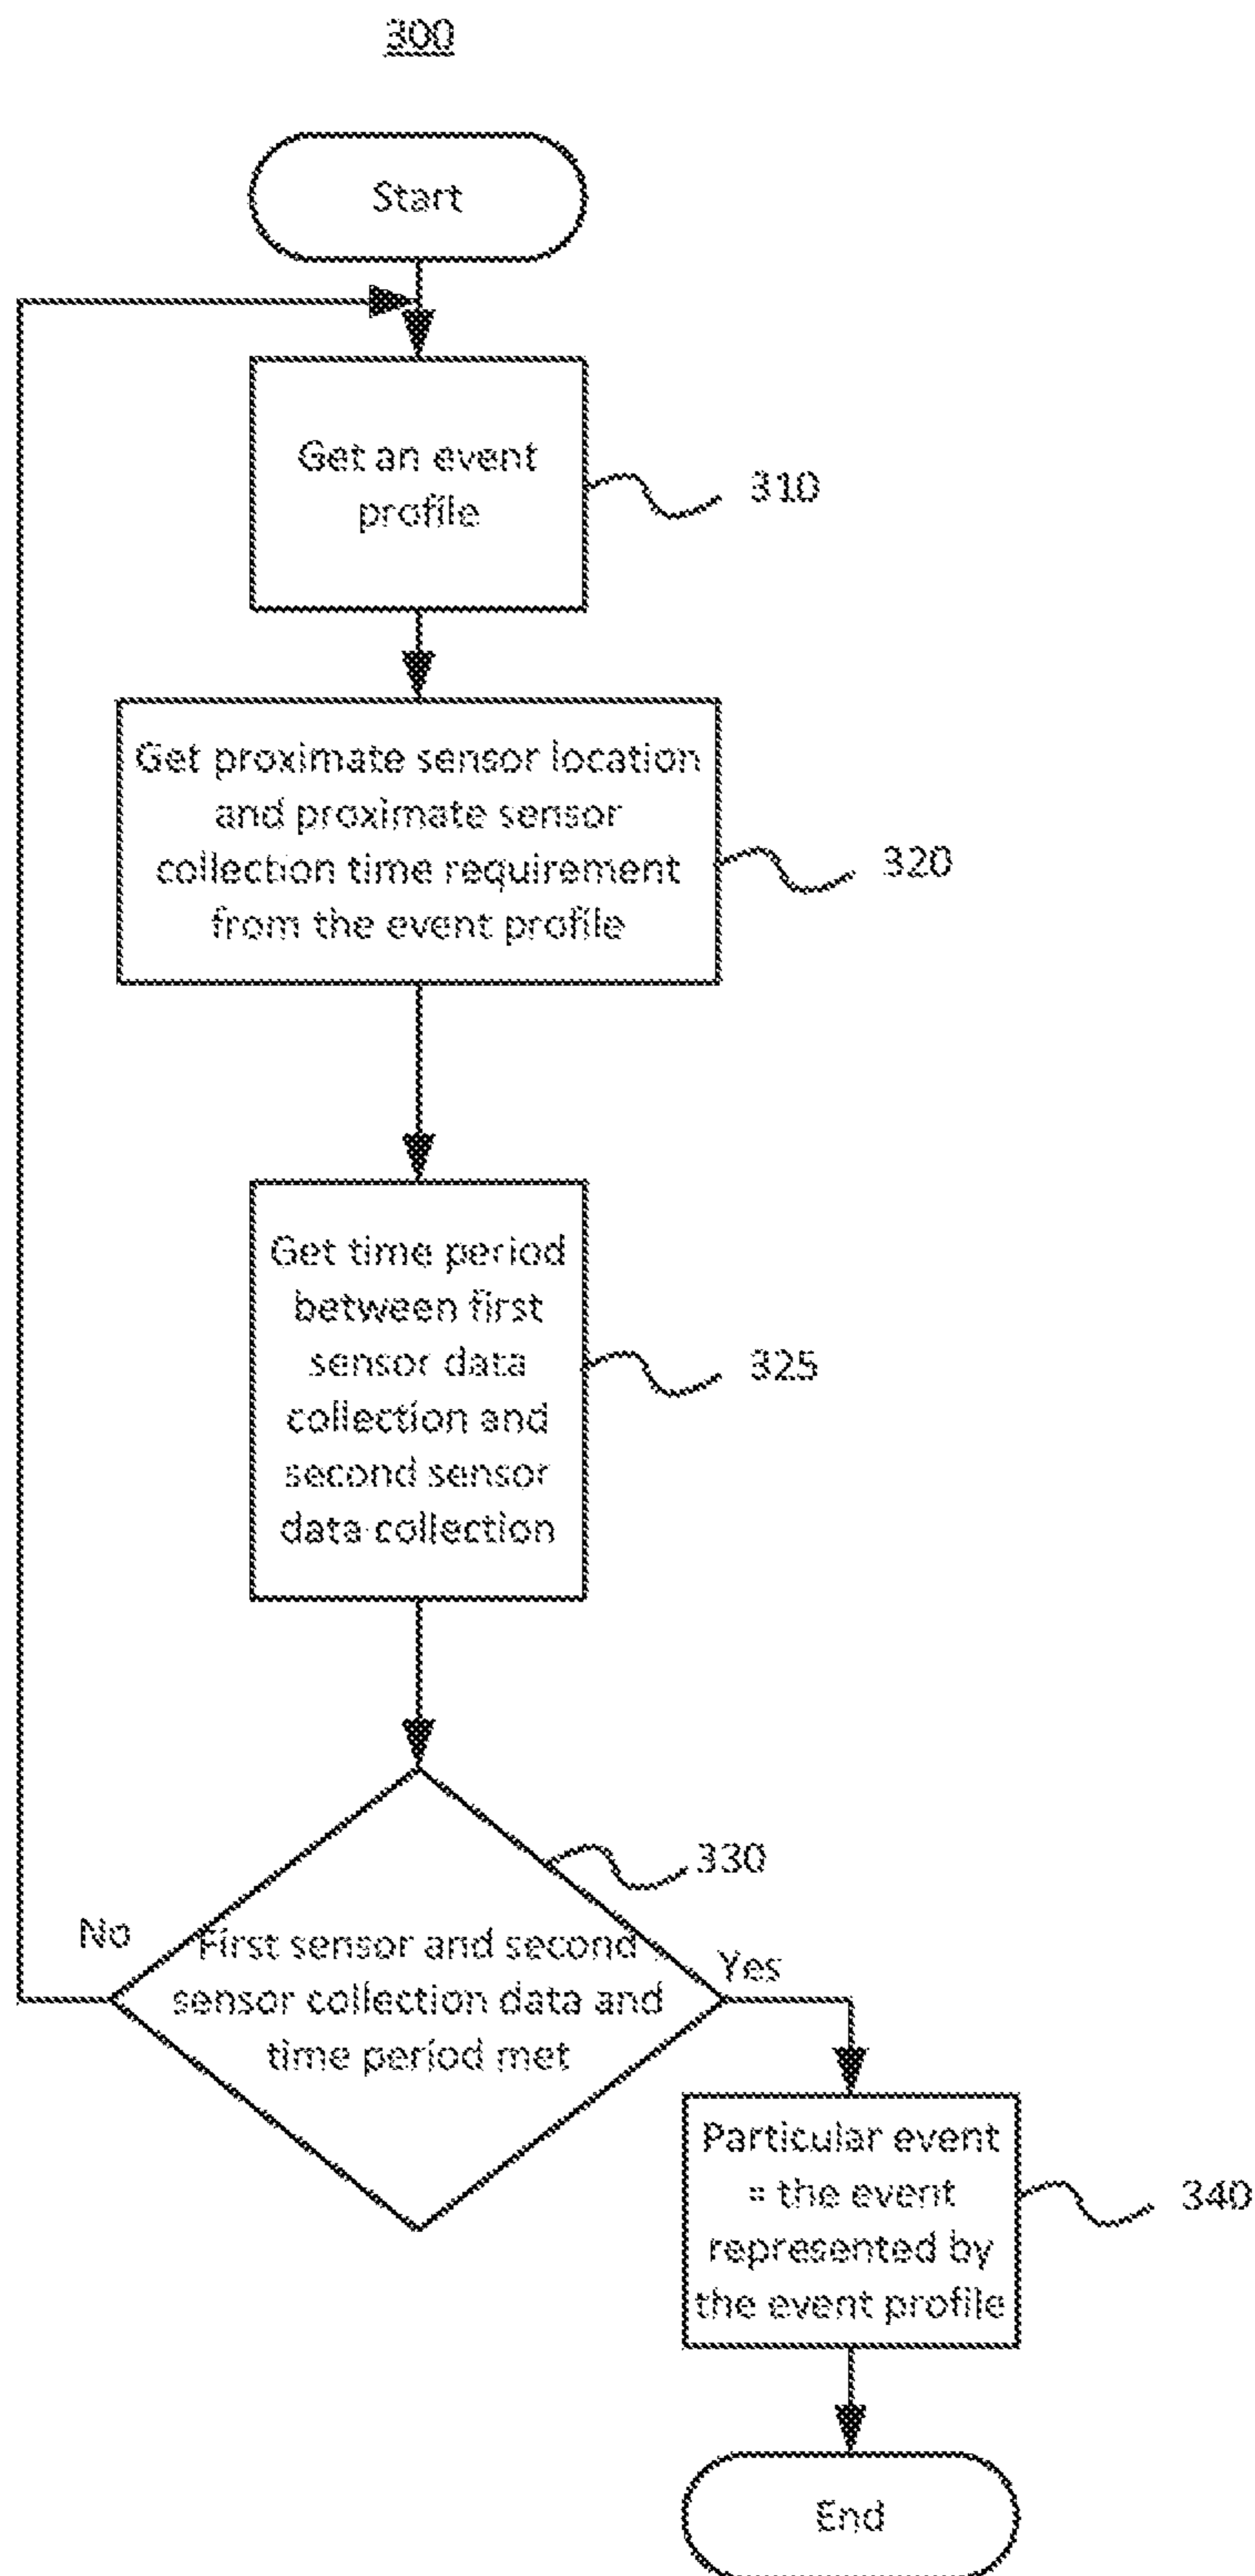 300
Start
Get an event
profile
310
Get proximate sensor location
and proximate sensor
collection time requirement
from the event profile
320
Get time period
between first
sensor data
collection and
second sensor
data collection
325
330
No
First sensor and second
sensor collection data and
time period met
Yes
Particular event
= the event
represented by
the event profile
340
End